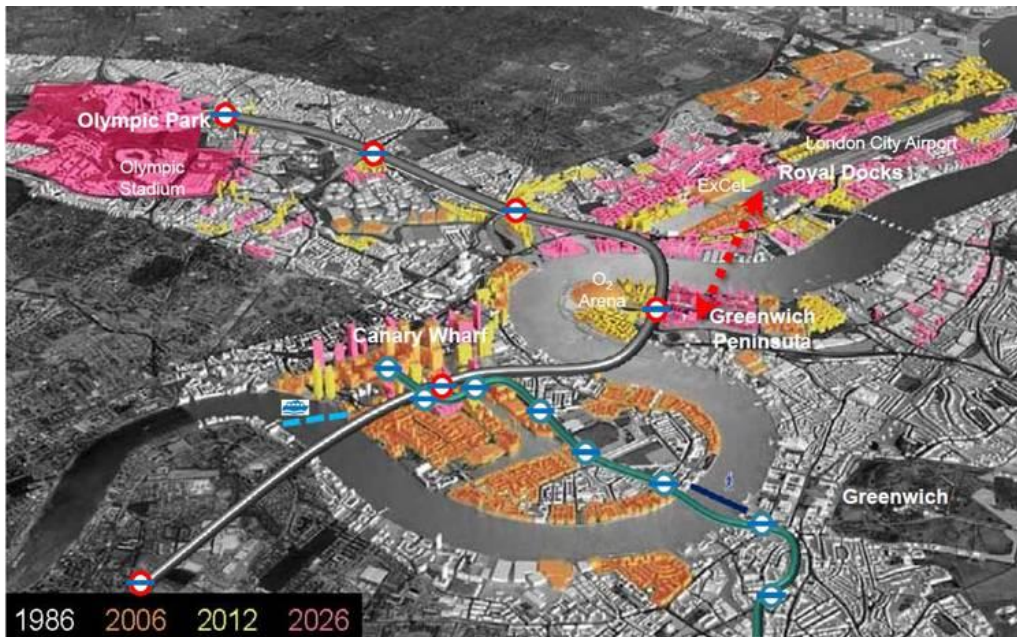 Olympic Park
Olympic
Stadium
London City Airport
Royal Docks
ExCeL
O2
Arena
Greenwich
Peninsuta
Canary Wharf
Greenwich
1986 2006 2012 2026